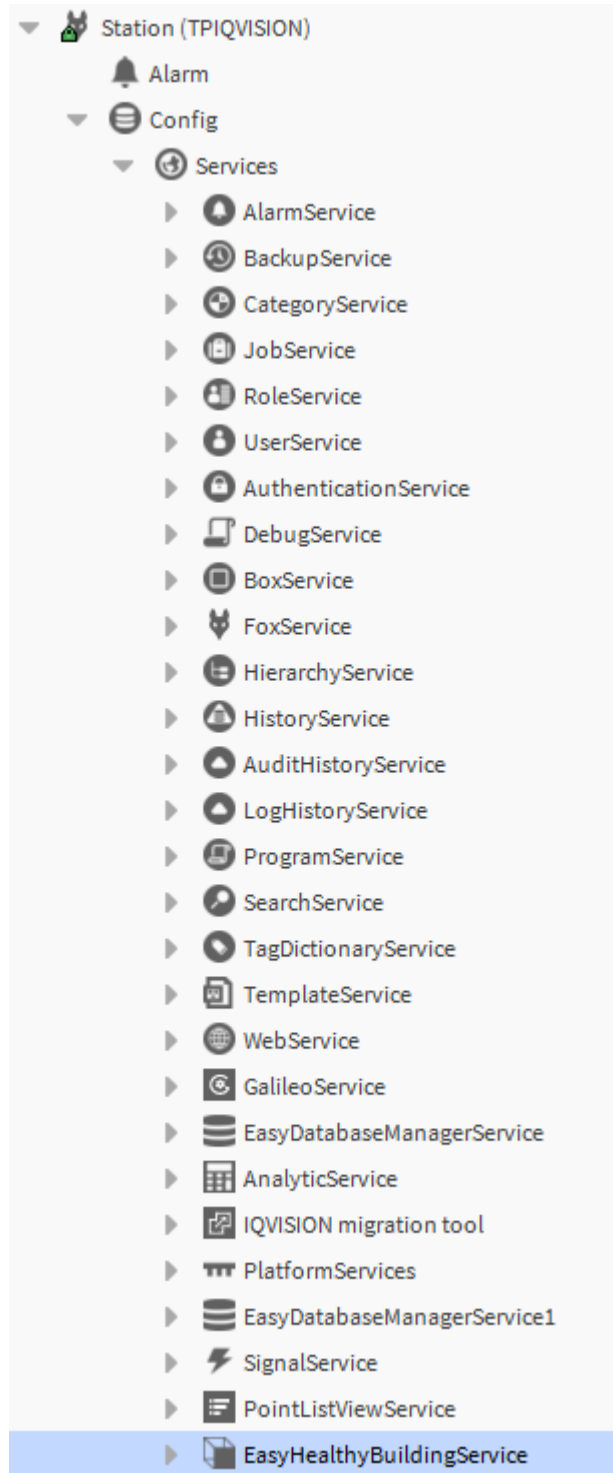 Station (TPIQVISION)
Alarm
Config
Services
AlarmService
BackupService
CategoryService
JobService
RoleService
UserService
AuthenticationService
DebugService
BoxService
FoxService
HierarchyService
HistoryService
AuditHistoryService
LogHistoryService
ProgramService
SearchService
TagDictionaryService
TemplateService
WebService
GalileoService
EasyDatabaseManagerService
AnalyticService
IQVISION migration tool
PlatformServices
EasyDatabaseManagerService1
SignalService
PointListViewService
EasyHealthyBuildingService